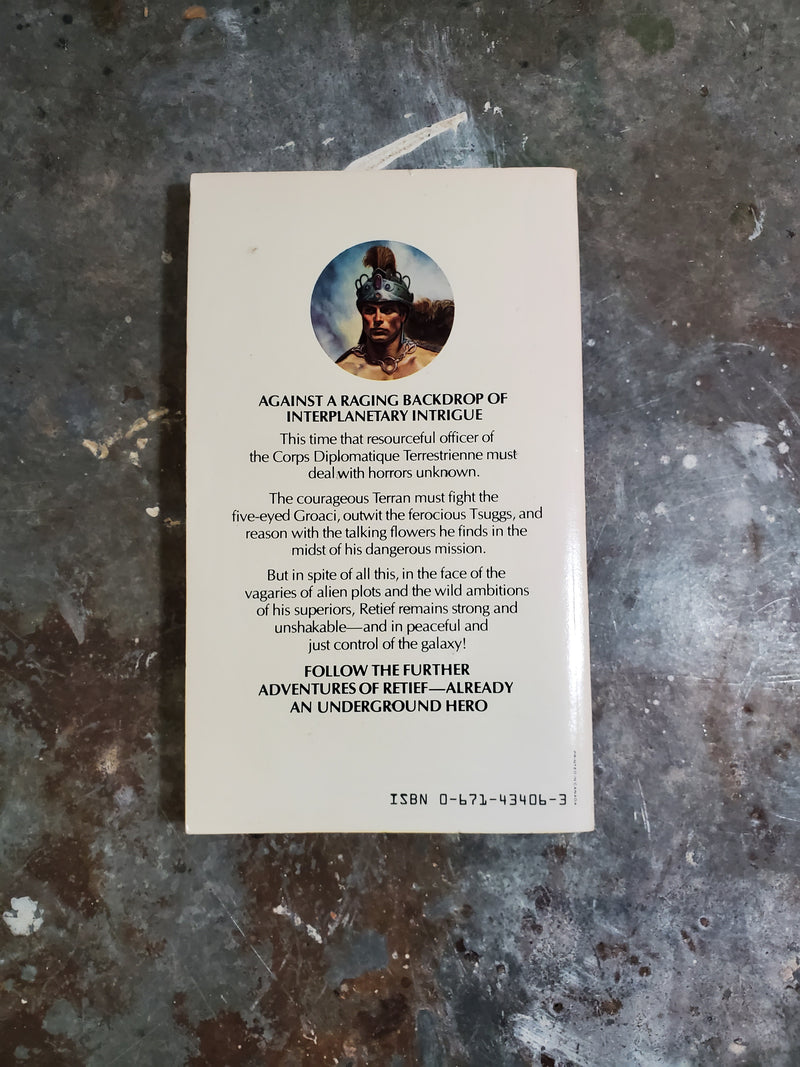 AGAINST A RAGING BACKDROP OF
INTERPLANETARY INTRIGUE
This time that resourceful officer of
the Corps Diplomatique Terrestrienne must
deal with horrors unknown.
The courageous Terran must fight the
five-eyed Groaci, outwit the ferocious Tsuggs, and
reason with the talking flowers he finds in the
midst of his dangerous mission.
But in spite of all this, in the face of the
vagaries of alien plots and the wild ambitions
of his superiors, Retief remains strong and
unshakable—and in peaceful and
just control of the galaxy!
FOLLOW THE FURTHER
ADVENTURES OF RETIEF—ALREADY
AN UNDERGROUND HERO
ISBN 0-671-43406-3
PRINTED IN CANADA